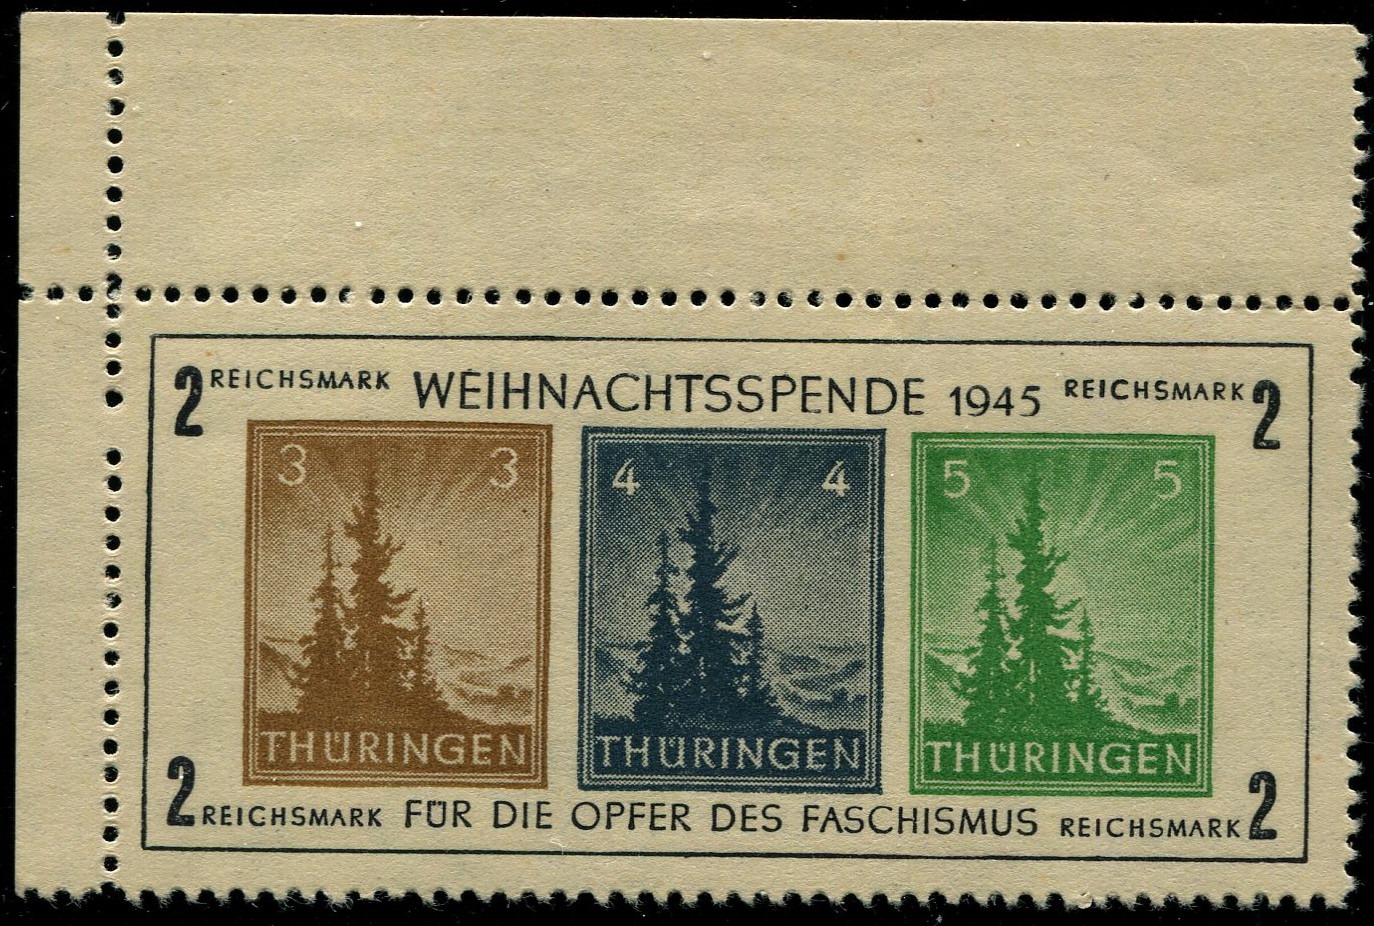 2 REICHSMARK WEIHNACHTSSPENDE 1945 REICHSMARK 2
3 3 4 4 5 5
THÜRINGEN THÜRINGEN THÜRINGEN
2 REICHSMARK FÜR DIE OPFER DES FASCHISMUS REICHSMARK 2